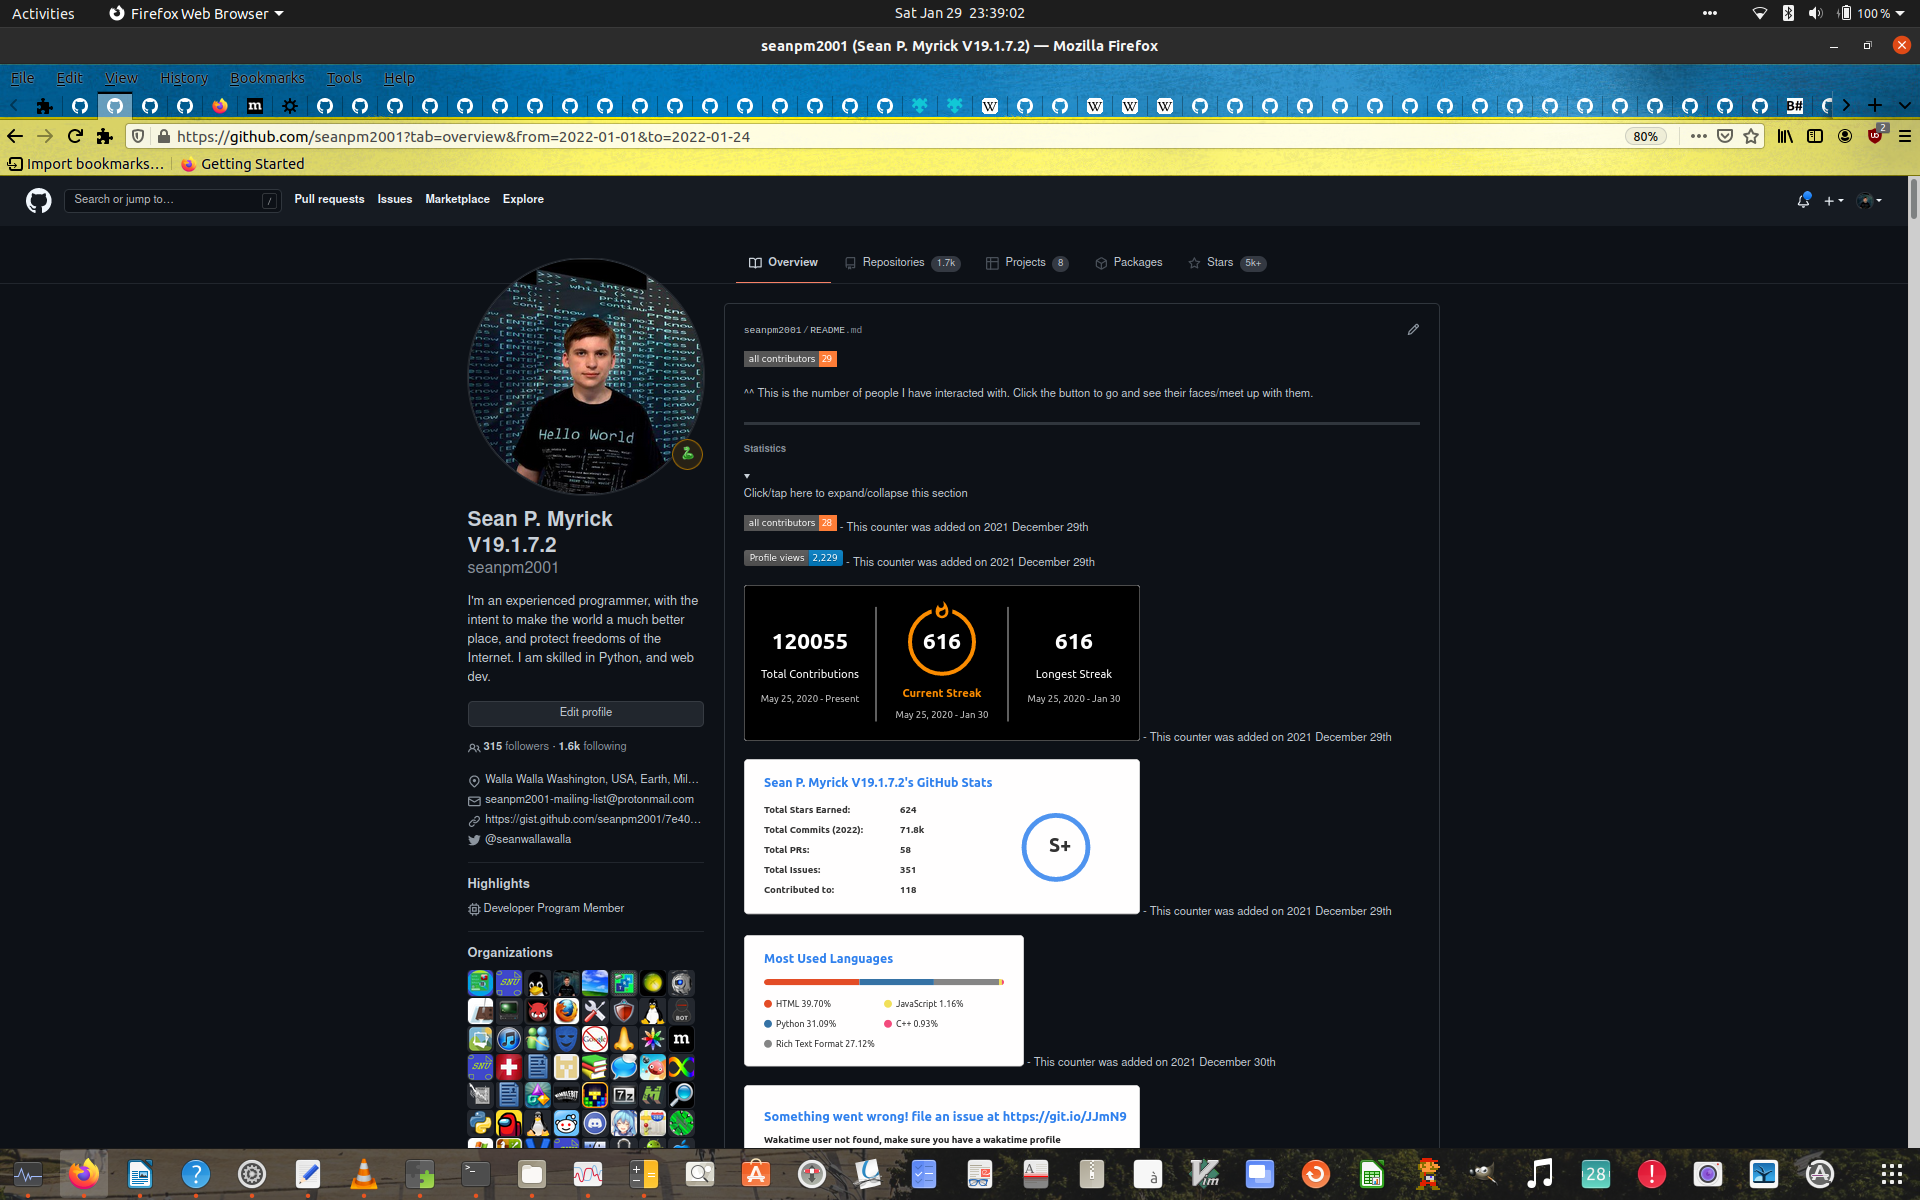 Activities
Firefox Web Browser
Sat Jan 29 23:39:02
100 %
seanpm2001 (Sean P. Myrick V19.1.7.2) — Mozilla Firefox
File Edit View History Bookmarks Tools Help
https://github.com/seanpm2001?tab=overview&from=2022-01-01&to=2022-01-24
80%
2
Import bookmarks…
Getting Started
Search or jump to… /
Pull requests Issues Marketplace Explore
Overview
Repositories 1.7k
Projects 8
Packages
Stars 5k+
Hello World
Sean P. Myrick
V19.1.7.2
seanpm2001
I'm an experienced programmer, with the
intent to make the world a much better
place, and protect freedoms of the
Internet. I am skilled in Python, and web
dev.
Edit profile
315 followers · 1.6k following
Walla Walla Washington, USA, Earth, Mil…
seanpm2001-mailing-list@protonmail.com
https://gist.github.com/seanpm2001/7e40…
@seanwallawalla
Highlights
Developer Program Member
Organizations
seanpm2001/README.md
all contributors 29
^^ This is the number of people I have interacted with. Click the button to go and see their faces/meet up with them.
Statistics
Click/tap here to expand/collapse this section
all contributors 28 - This counter was added on 2021 December 29th
Profile views 2,229 - This counter was added on 2021 December 29th
120055
Total Contributions
May 25, 2020 - Present
616
Current Streak
May 25, 2020 - Jan 30
616
Longest Streak
May 25, 2020 - Jan 30
- This counter was added on 2021 December 29th
Sean P. Myrick V19.1.7.2's GitHub Stats
Total Stars Earned: 624
Total Commits (2022): 71.8k
Total PRs: 58
Total Issues: 351
Contributed to: 118
S+
- This counter was added on 2021 December 29th
Most Used Languages
HTML 39.70%
JavaScript 1.16%
Python 31.09%
C++ 0.93%
Rich Text Format 27.12%
- This counter was added on 2021 December 30th
Something went wrong! file an issue at https://git.io/JJmN9
Wakatime user not found, make sure you have a wakatime profile
28